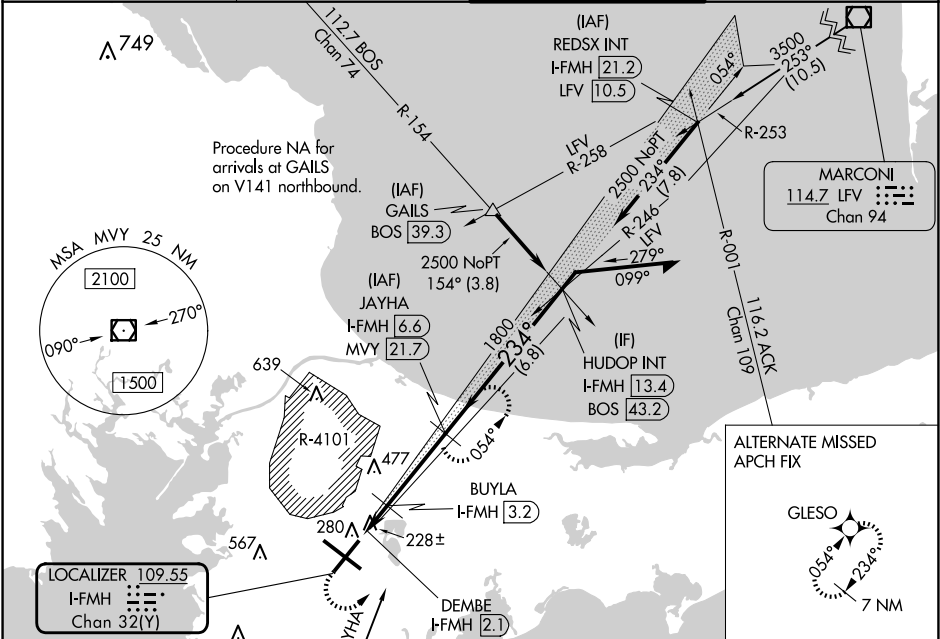 749
112.7 BOS
Chan 74
R-154
(IAF)
REDSX INT
I-FMH 21.2
LFV 10.5
054°
3500
253°
(10.5)
R-253
Procedure NA for
arrivals at GAILS
on V141 northbound.
LFV
R-258
2500 NoPT
234°
(7.8)
MARCONI
114.7 LFV
Chan 94
(IAF)
GAILS
BOS 39.3
R-246
LFV
2500 NoPT
154° (3.8)
279°
099°
R-001
116.2 ACK
Chan 109
MSA MVY 25 NM
2100
090°
270°
1500
(IAF)
JAYHA
I-FMH 6.6
MVY 21.7
1800
234°
(6.8)
(IF)
HUDOP INT
I-FMH 13.4
BOS 43.2
639
R-4101
054°
477
BUYLA
I-FMH 3.2
280
228±
567
LOCALIZER 109.55
I-FMH
Chan 32(Y)
DEMBE
I-FMH 2.1
YHA
ALTERNATE MISSED
APCH FIX
GLESO
054°
234°
7 NM